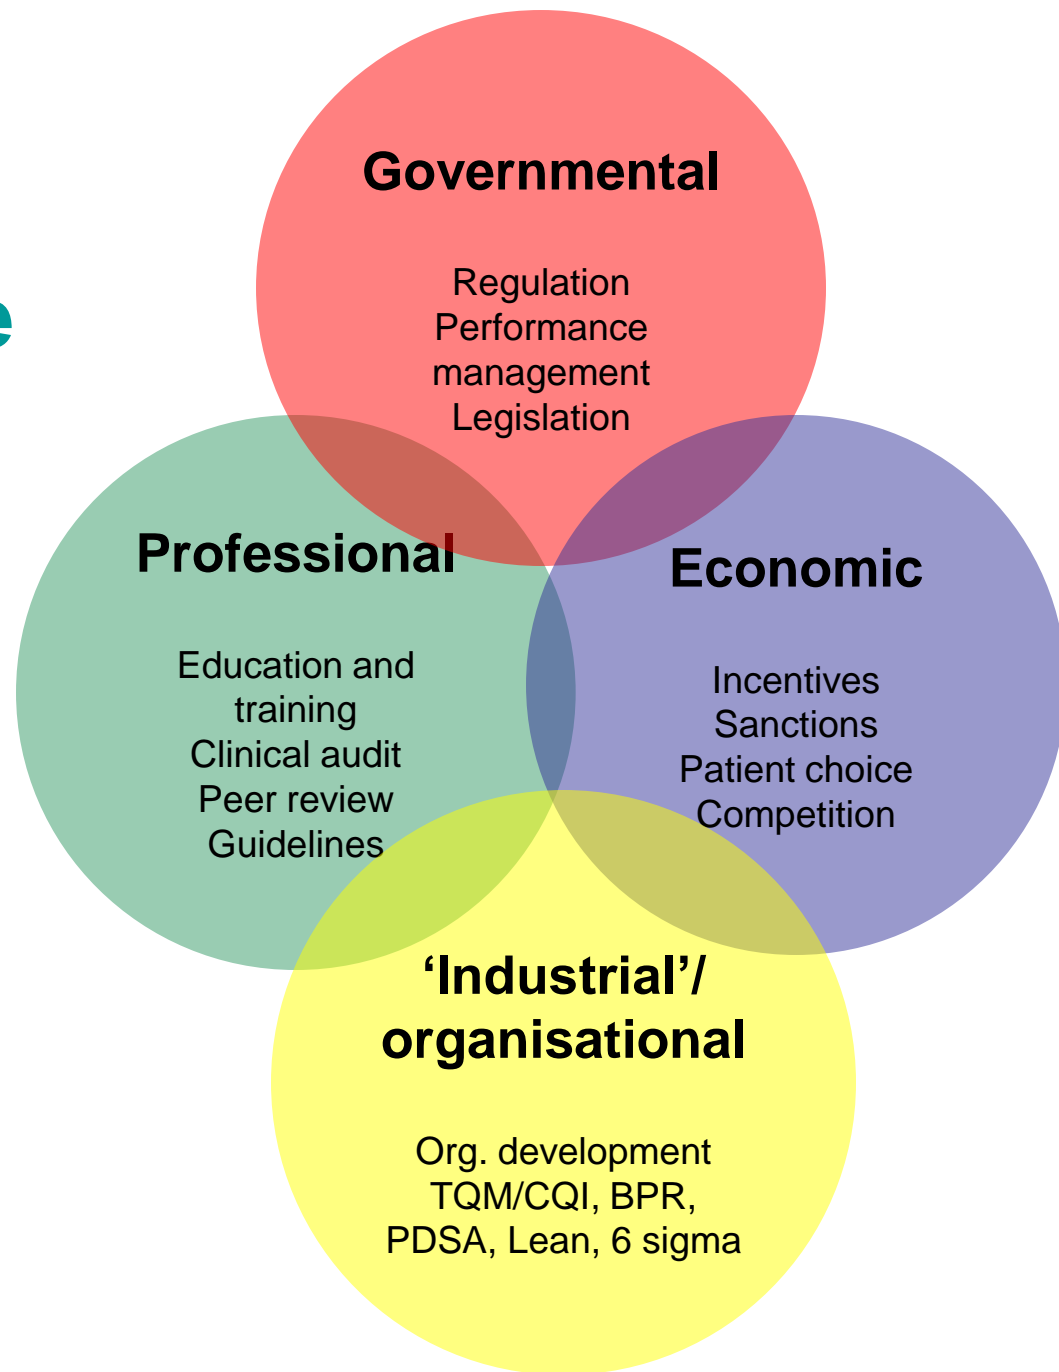 Governmental
Regulation
Performance
management
Legislation
e
Professional
Education and
training
Clinical audit
Peer review
Guidelines
Economic
Incentives
Sanctions
Patient choice
Competition
‘Industrial’/
organisational
Org. development
TQM/CQI, BPR,
PDSA, Lean, 6 sigma